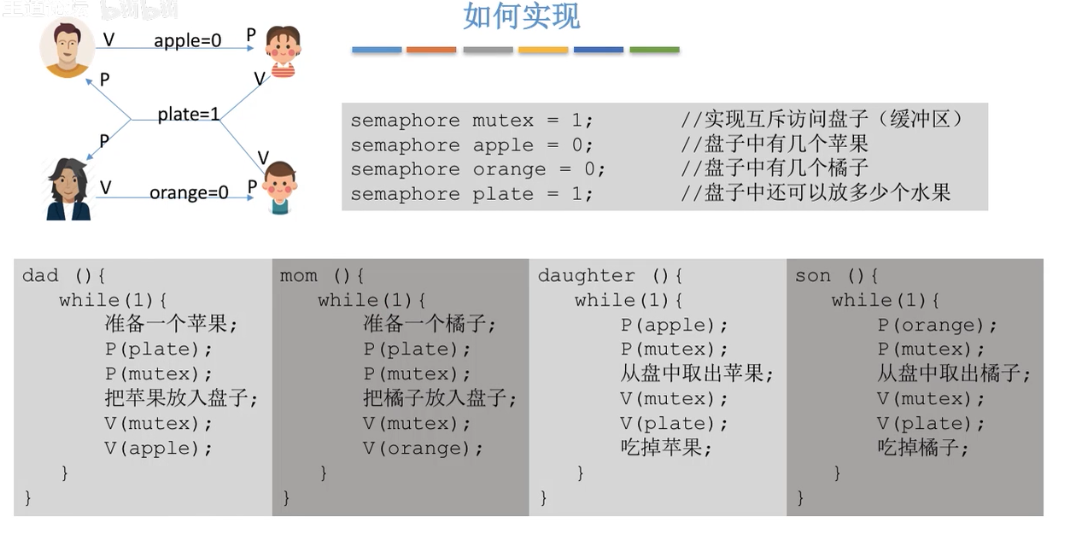 如何实现
V apple=0 P
P V
plate=1
P V
V orange=0 P
semaphore mutex = 1; //实现互斥访问盘子（缓冲区）
semaphore apple = 0; //盘子中有几个苹果
semaphore orange = 0; //盘子中有几个橘子
semaphore plate = 1; //盘子中还可以放多少个水果
dad (){
while(1){
准备一个苹果;
P(plate);
P(mutex);
把苹果放入盘子;
V(mutex);
V(apple);
}
}
mom (){
while(1){
准备一个橘子;
P(plate);
P(mutex);
把橘子放入盘子;
V(mutex);
V(orange);
}
}
daughter (){
while(1){
P(apple);
P(mutex);
从盘中取出苹果;
V(mutex);
V(plate);
吃掉苹果;
}
}
son (){
while(1){
P(orange);
P(mutex);
从盘中取出橘子;
V(mutex);
V(plate);
吃掉橘子;
}
}